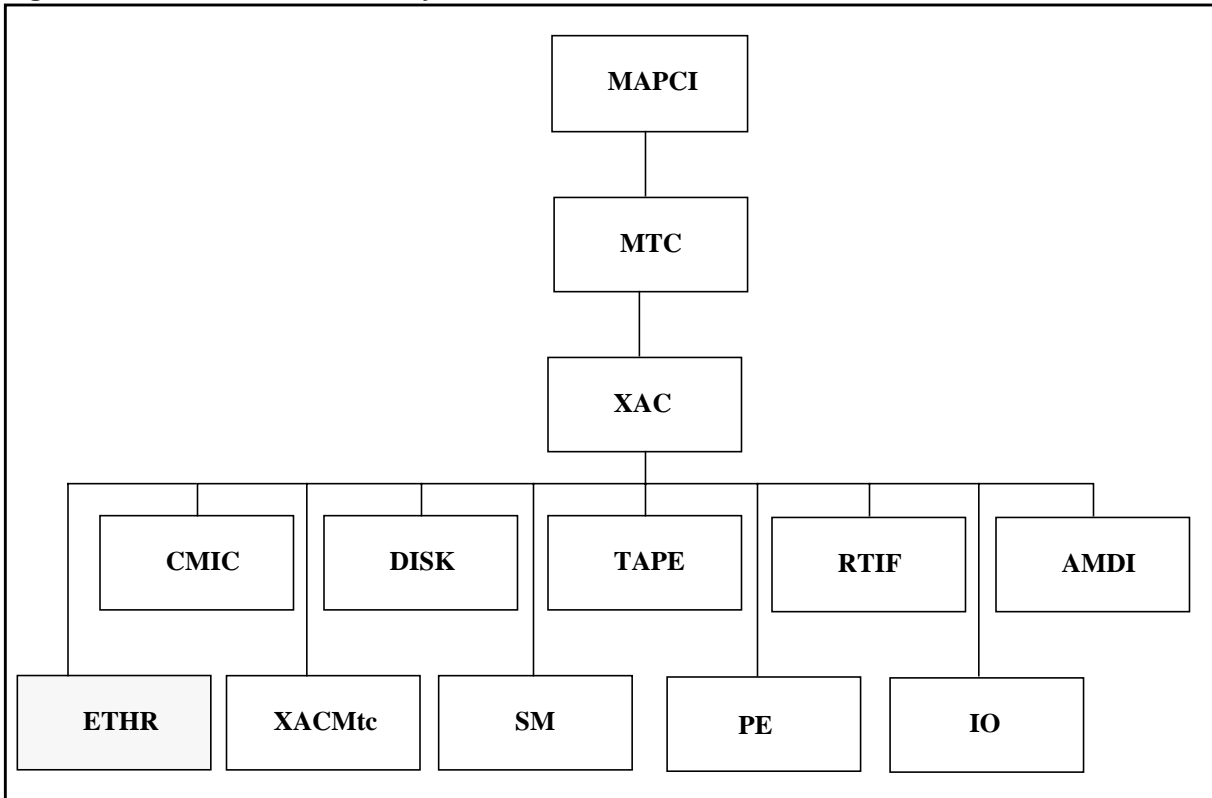 MAPCI
MTC
XAC
CMIC
DISK
TAPE
RTIF
AMDI
ETHR
XACMtc
SM
PE
IO